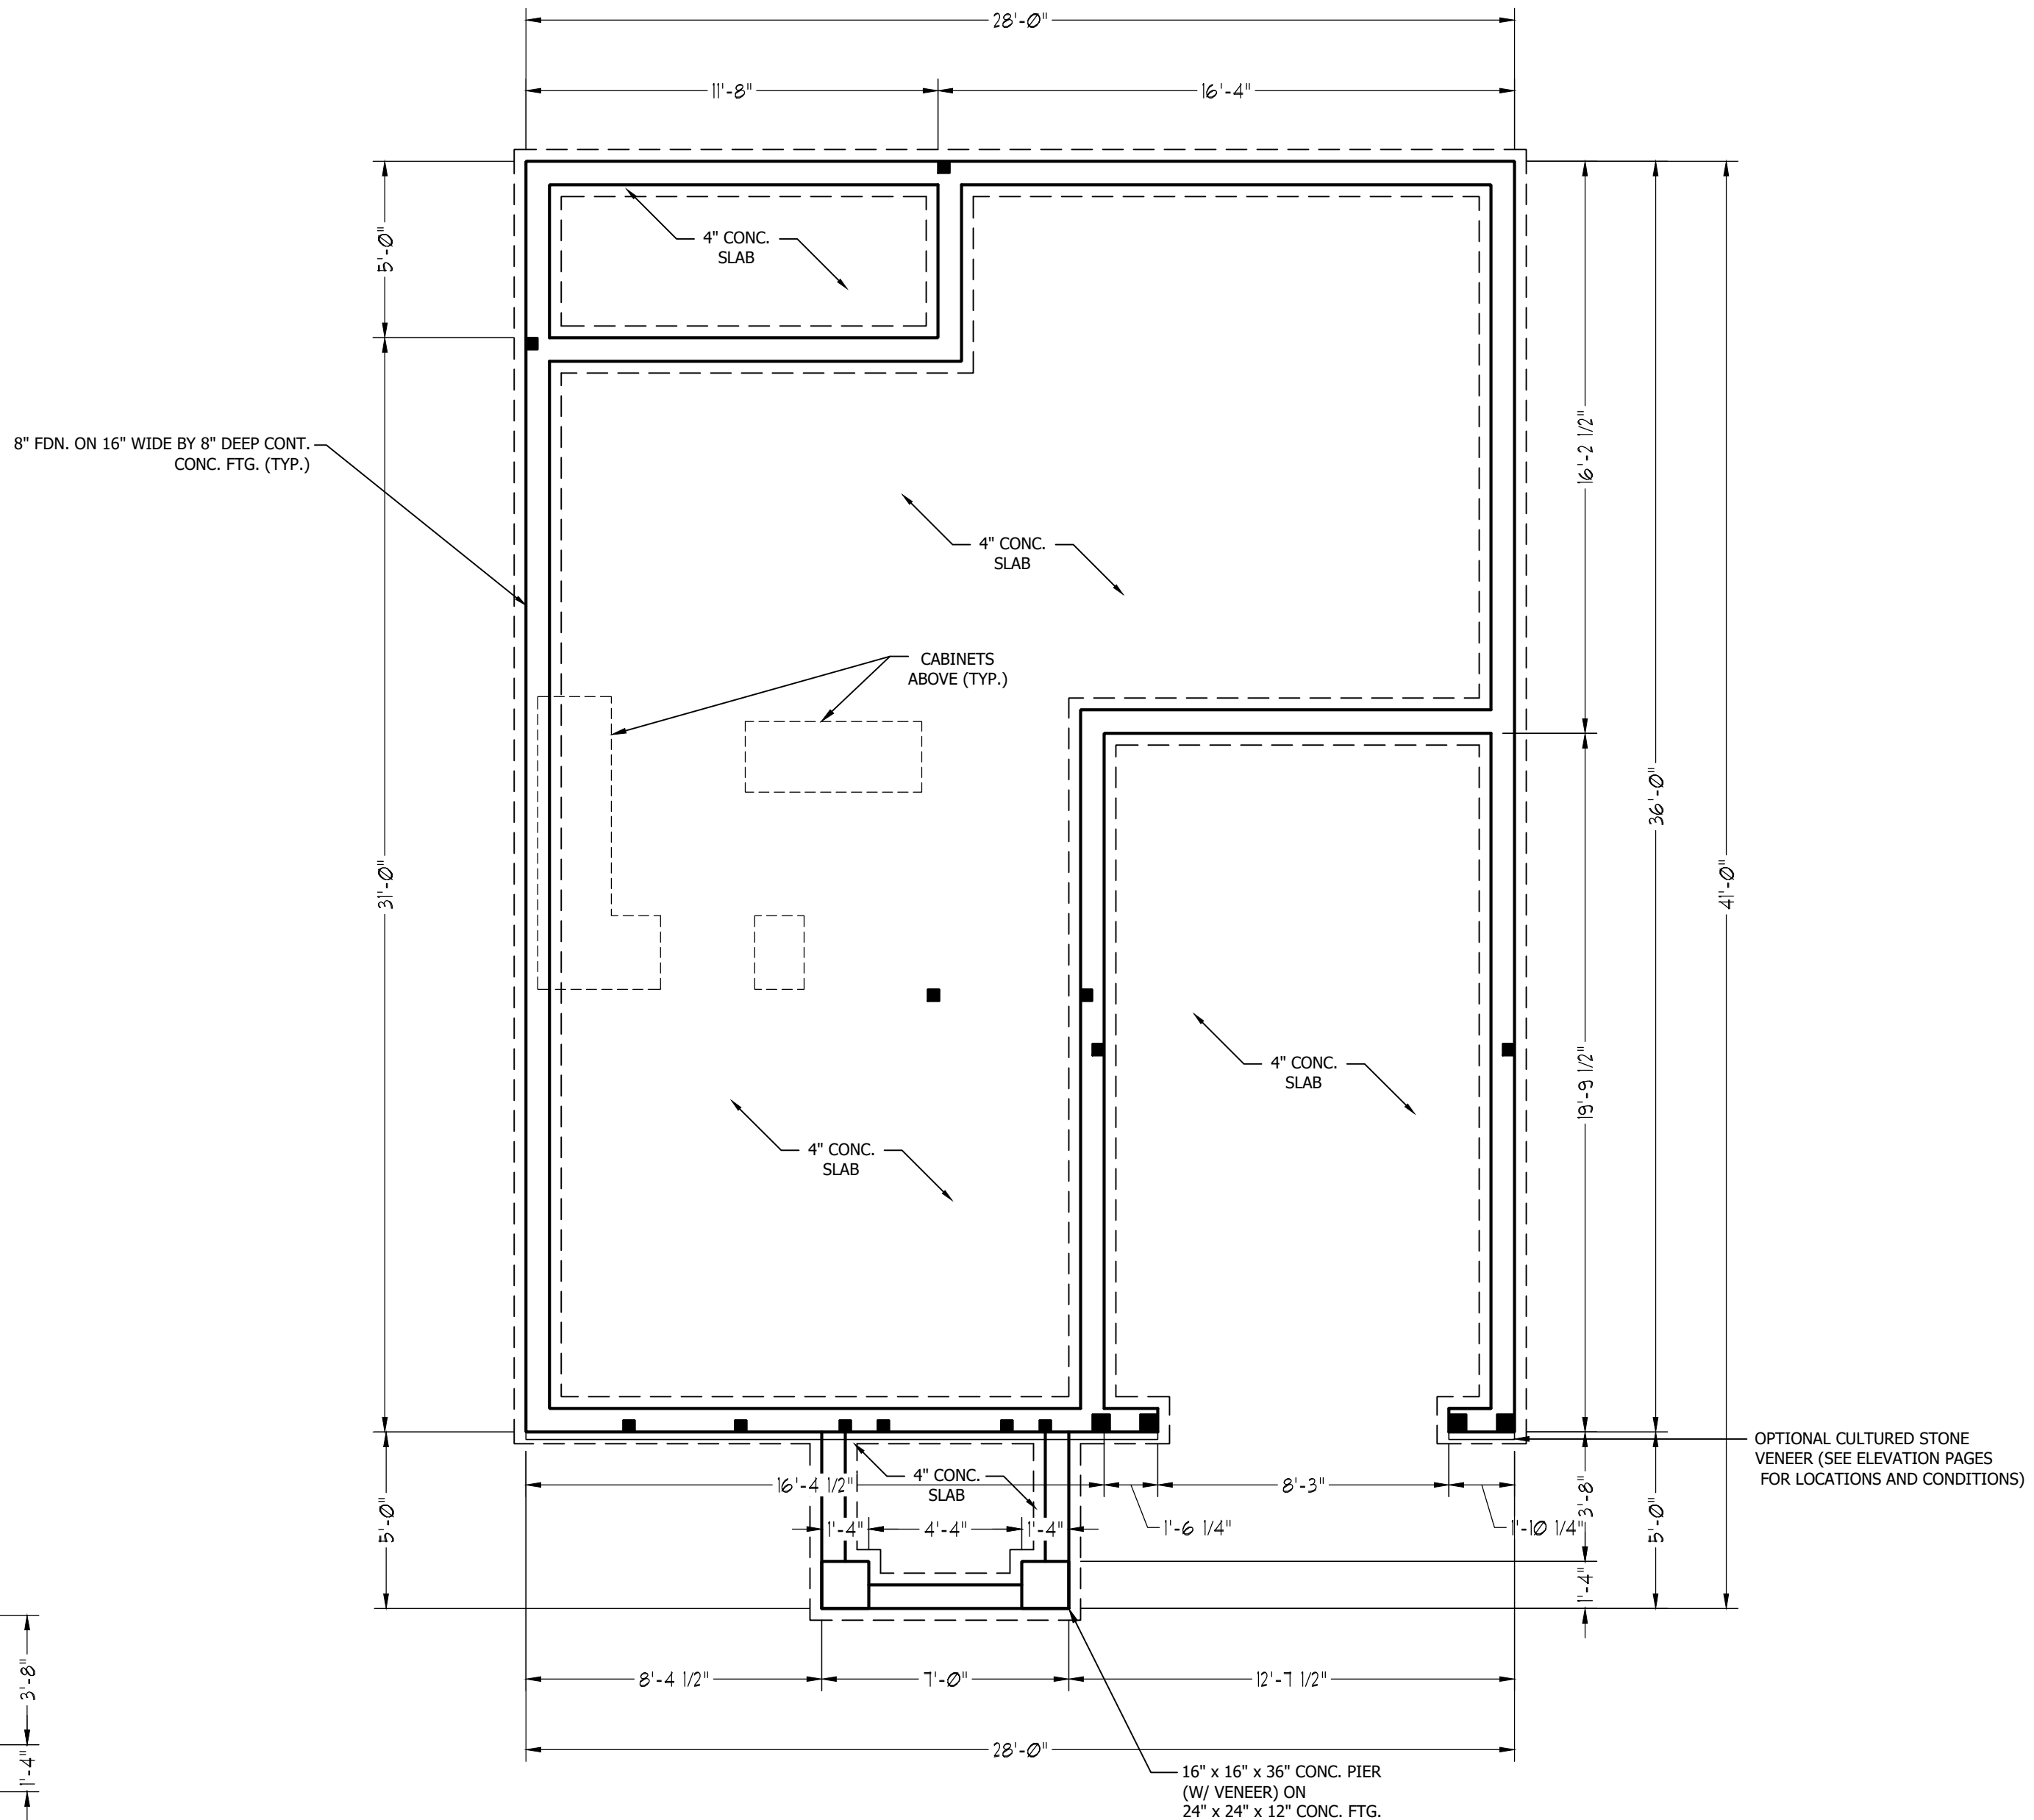 28'-0"
11'-8"
16'-4"
4" CONC.
SLAB
5'-0"
8" FDN. ON 16" WIDE BY 8" DEEP CONT.
CONC. FTG. (TYP.)
16'-2 1/2"
4" CONC.
SLAB
CABINETS
ABOVE (TYP.)
36'-0"
31'-0"
41'-0"
4" CONC.
SLAB
19'-9 1/2"
4" CONC.
SLAB
OPTIONAL CULTURED STONE
VENEER (SEE ELEVATION PAGES
FOR LOCATIONS AND CONDITIONS)
4" CONC.
SLAB
16'-4 1/2"
8'-3"
3'-8"
5'-0"
5'-0"
1'-4"
4'-4"
1'-4"
1'-6 1/4"
1'-10 1/4"
1'-4"
3'-8"
8'-4 1/2"
7'-0"
12'-7 1/2"
28'-0"
1'-4"
16" x 16" x 36" CONC. PIER
(W/ VENEER) ON
24" x 24" x 12" CONC. FTG.